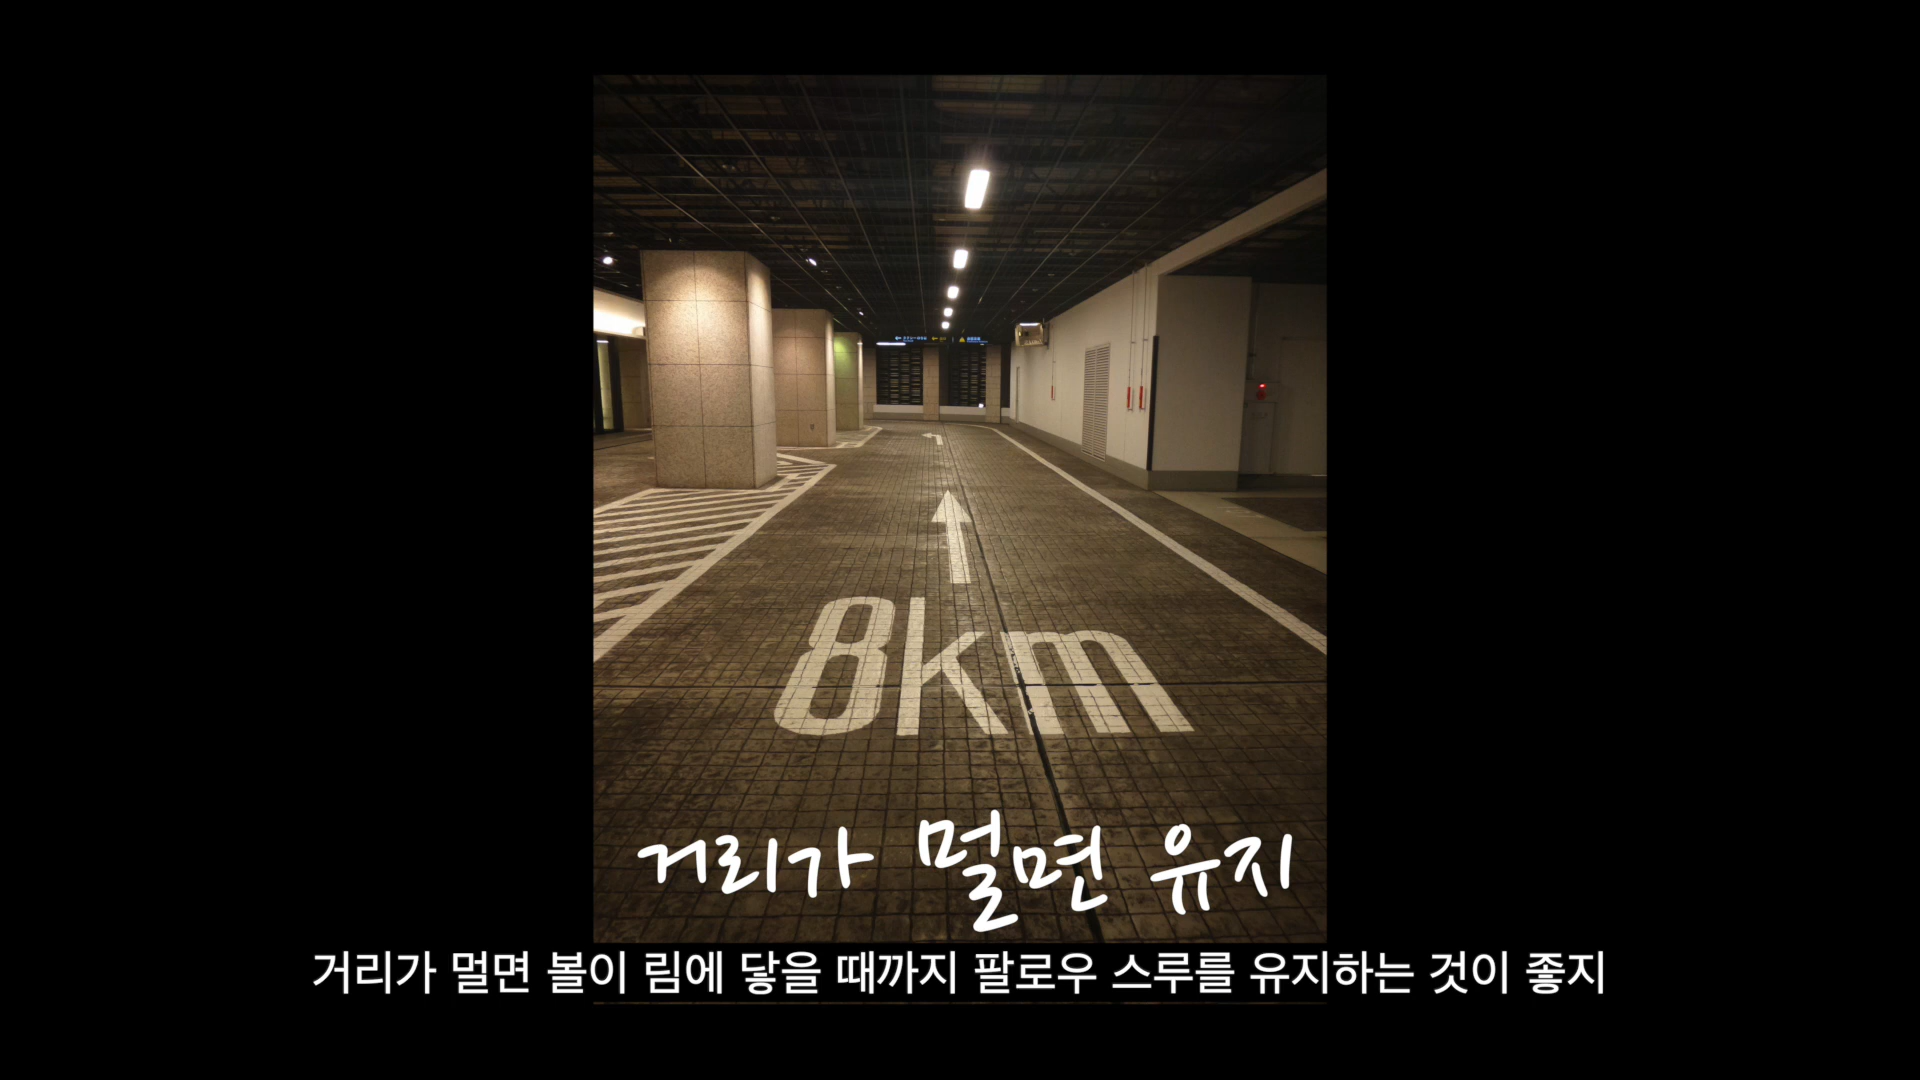 8km
거리가 멀면 유지
거리가 멀면 볼이 림에 닿을 때까지 팔로우 스루를 유지하는 것이 좋지